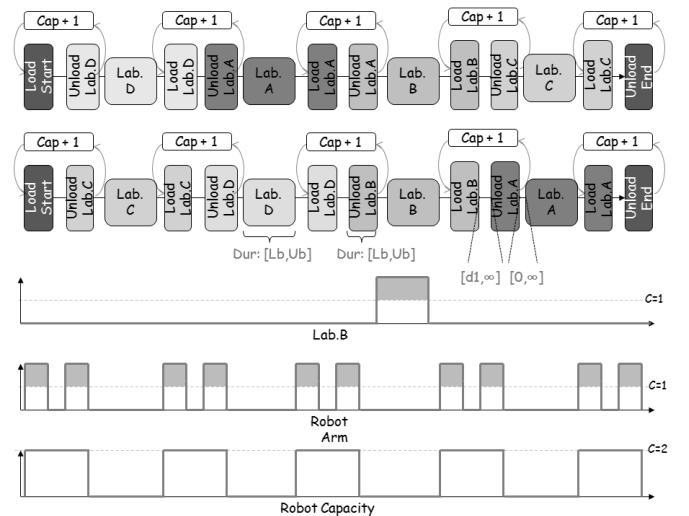 Cap + 1
Cap + 1
Cap + 1
Cap + 1
Cap + 1
Load
Start
Unload
Lab.D
Lab.
D
Load
Lab.D
Unload
Lab.A
Lab.
A
Load
Lab.A
Unload
Lab.A
Lab.
B
Load
Lab.B
Unload
Lab.C
Lab.
C
Load
Lab.C
Unload
End
Cap + 1
Cap + 1
Cap + 1
Cap + 1
Cap + 1
Load
Start
Unload
Lab.C
Lab.
C
Load
Lab.C
Unload
Lab.D
Lab.
D
Load
Lab.D
Unload
Lab.B
Lab.
B
Load
Lab.B
Unload
Lab.A
Lab.
A
Load
Lab.A
Unload
End
Dur: [Lb,Ub]
Dur: [Lb,Ub]
[d1,∞]
[0,∞]
C=1
Lab.B
C=1
Robot
Arm
C=2
Robot Capacity